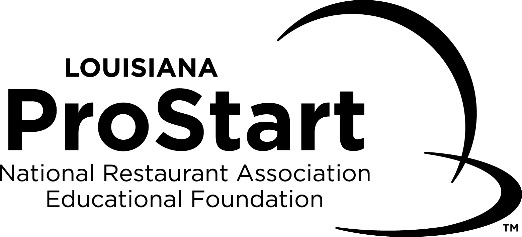 LOUISIANA
ProStart
National Restaurant Association
Educational Foundation
TM